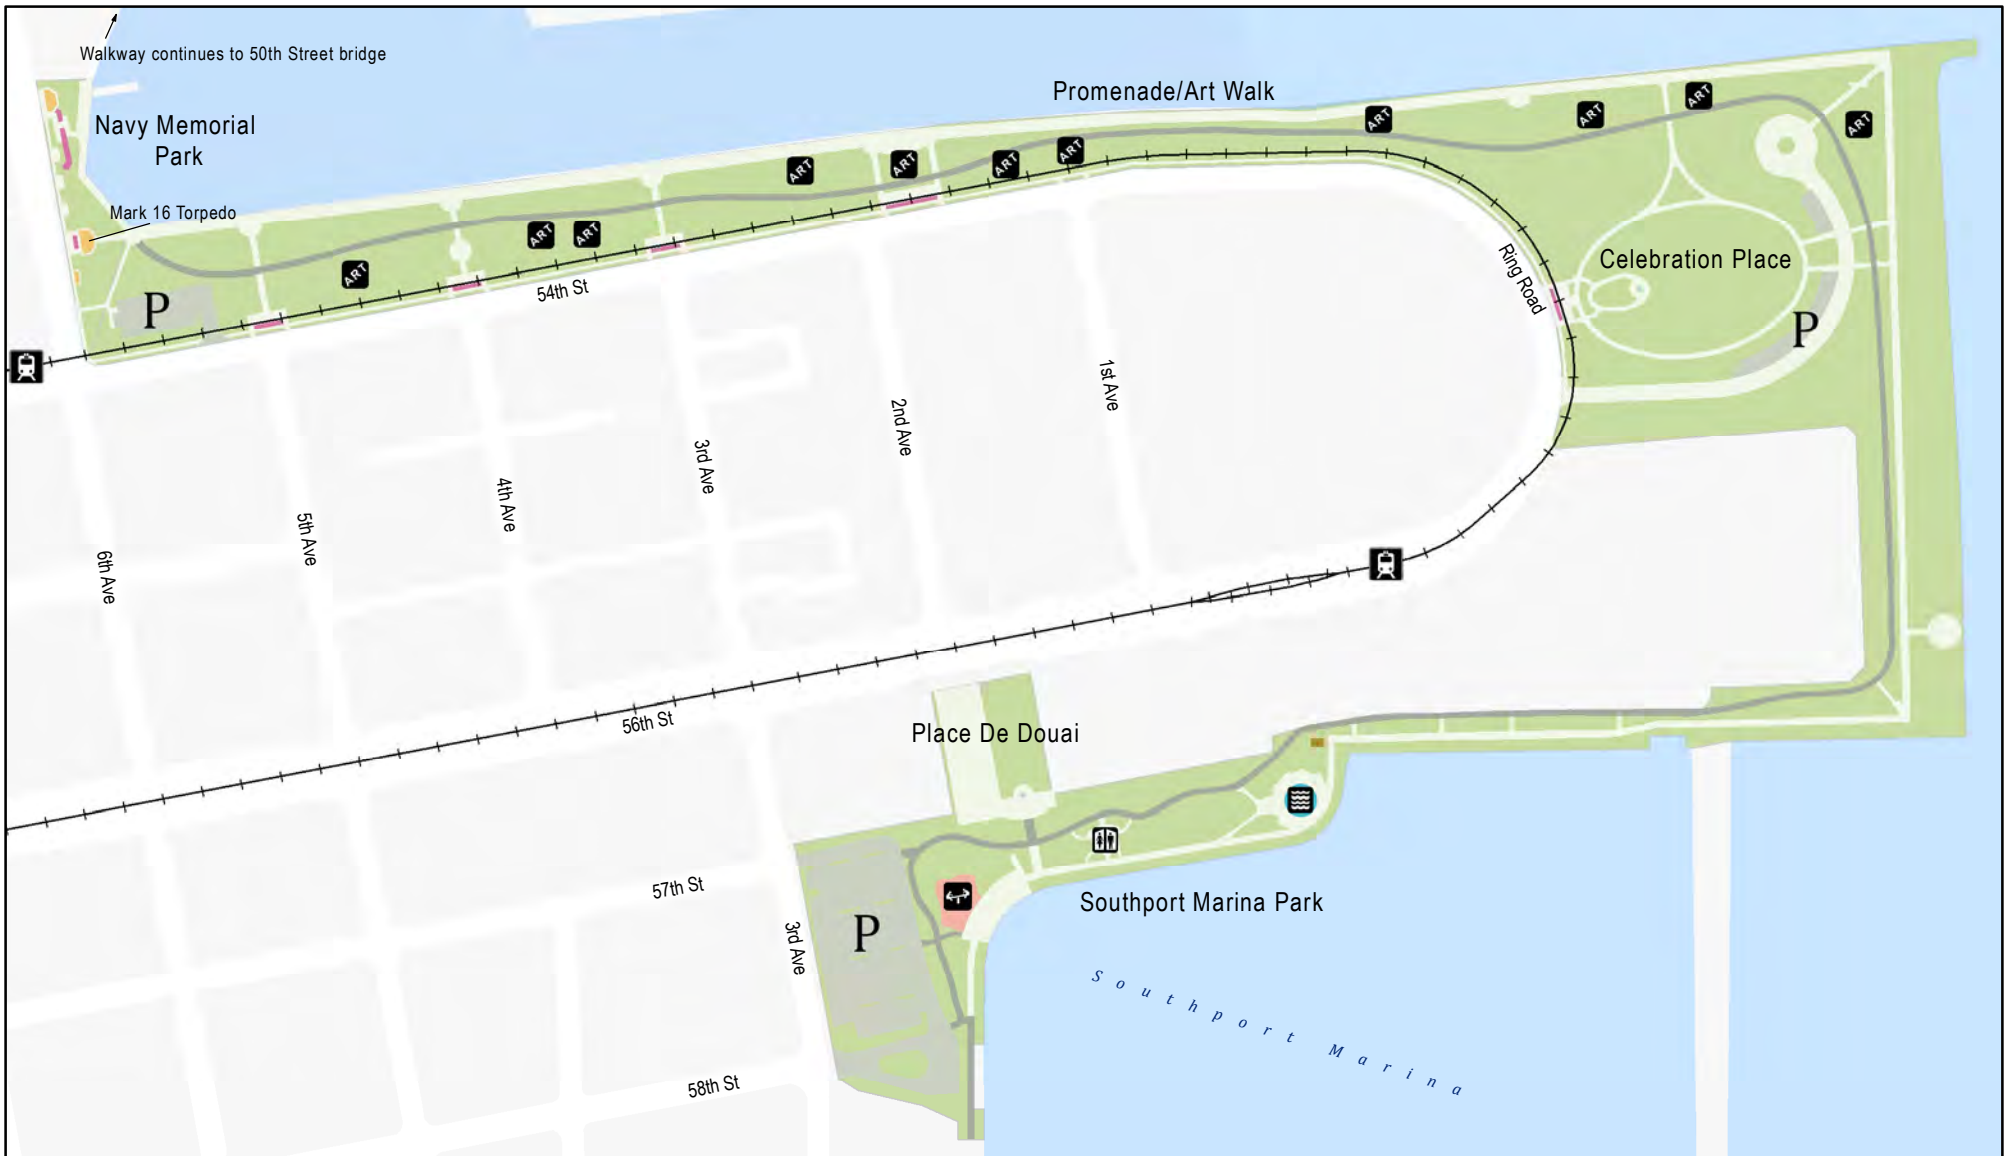 Walkway continues to 50th Street bridge
Promenade/Art Walk
Navy Memorial
Park
Mark 16 Torpedo
ART
ART
ART
ART
ART
ART
ART
ART
ART
ART
ART
ART
P
54th St
Ring Road
Celebration Place
P
1st Ave
2nd Ave
3rd Ave
4th Ave
5th Ave
6th Ave
56th St
Place De Douai
57th St
3rd Ave
P
Southport Marina Park
Southport Marina
58th St